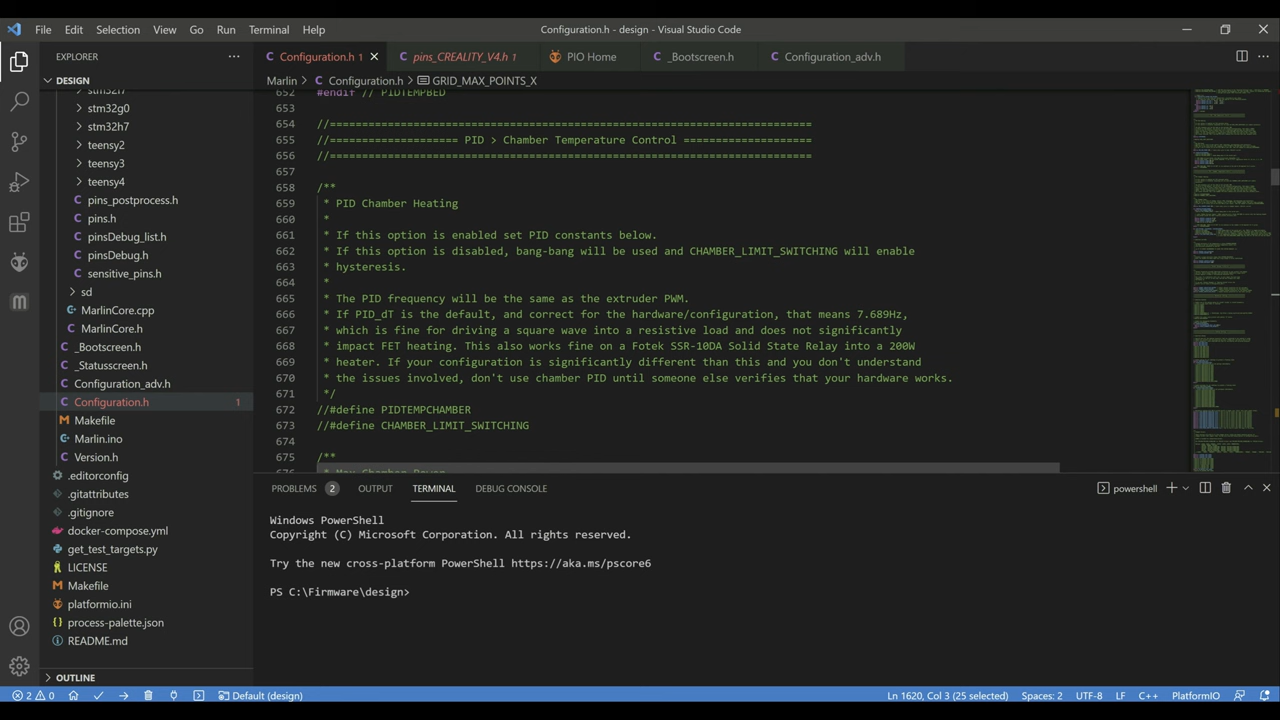 File Edit Selection View Go Run Terminal Help
Configuration.h - design - Visual Studio Code
EXPLORER
Configuration.h 1
pins_CREALITY_V4.h 1
PIO Home
_Bootscreen.h
Configuration_adv.h
DESIGN
Marlin > Configuration.h > GRID_MAX_POINTS_X
stm32f7
stm32g0
stm32h7
teensy2
teensy3
teensy4
pins_postprocess.h
pins.h
pinsDebug_list.h
pinsDebug.h
sensitive_pins.h
sd
MarlinCore.cpp
MarlinCore.h
_Bootscreen.h
_Statusscreen.h
Configuration_adv.h
Configuration.h 1
Makefile
Marlin.ino
Version.h
.editorconfig
.gitattributes
.gitignore
docker-compose.yml
get_test_targets.py
LICENSE
Makefile
platformio.ini
process-palette.json
README.md
OUTLINE
652 #endif // PIDTEMPBED
653
654 //===========================================================================
655 //==================== PID > Chamber Temperature Control ====================
656 //===========================================================================
657
658 /**
659 * PID Chamber Heating
660 *
661 * If this option is enabled set PID constants below.
662 * If this option is disabled, bang-bang will be used and CHAMBER_LIMIT_SWITCHING will enable
663 * hysteresis.
664 *
665 * The PID frequency will be the same as the extruder PWM.
666 * If PID_dT is the default, and correct for the hardware/configuration, that means 7.689Hz,
667 * which is fine for driving a square wave into a resistive load and does not significantly
668 * impact FET heating. This also works fine on a Fotek SSR-10DA Solid State Relay into a 200W
669 * heater. If your configuration is significantly different than this and you don't understand
670 * the issues involved, don't use chamber PID until someone else verifies that your hardware works.
671 */
672 //#define PIDTEMPCHAMBER
673 //#define CHAMBER_LIMIT_SWITCHING
674
675 /**
676 * Max Chamber Power
PROBLEMS 2 OUTPUT TERMINAL DEBUG CONSOLE
powershell
Windows PowerShell
Copyright (C) Microsoft Corporation. All rights reserved.
Try the new cross-platform PowerShell https://aka.ms/pscore6
PS C:\Firmware\design>
2 0 Default (design) Ln 1620, Col 3 (25 selected) Spaces: 2 UTF-8 LF C++ PlatformIO